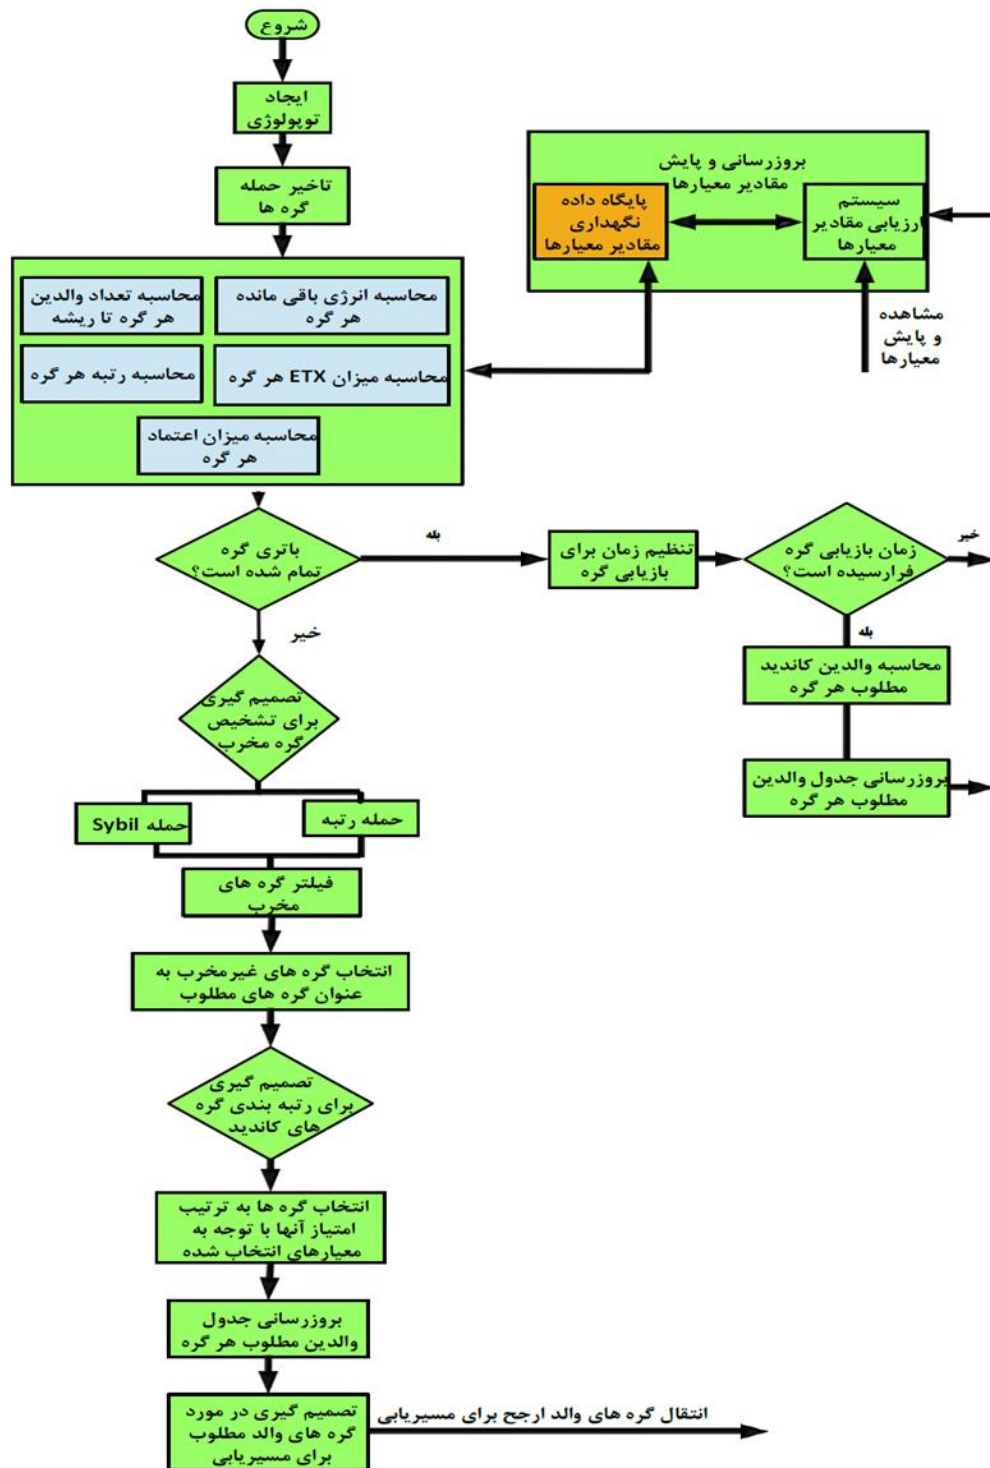 شروع
ایجاد
توپولوژی
تاخیر حمله
گره ها
بروزرسانی و پایش
مقادیر معیارها
پایگاه داده
نگهداری
مقادیر معیارها
سیستم
ارزیابی مقادیر
معیارها
مشاهده
و پایش
معیارها
محاسبه انرژی باقی مانده
هر گره
محاسبه تعداد والدین
هر گره تا ریشه
محاسبه میزان ETX هر گره
محاسبه رتبه هر گره
محاسبه میزان اعتماد
هر گره
باتری گره
تمام شده است؟
بله
تنظیم زمان برای
بازیابی گره
زمان بازیابی گره
فرارسیده است؟
خیر
بله
محاسبه والدین کاندید
مطلوب هر گره
بروزرسانی جدول والدین
مطلوب هر گره
خیر
تصمیم گیری
برای تشخیص
گره مخرب
حمله رتبه
حمله Sybil
فیلتر گره های
مخرب
انتخاب گره های غیرمخرب به
عنوان گره های مطلوب
تصمیم گیری
برای رتبه بندی گره
های کاندید
انتخاب گره ها به ترتیب
امتیاز آنها با توجه به
معیارهای انتخاب شده
بروزرسانی جدول
والدین مطلوب هر گره
تصمیم گیری در مورد
گره های والد مطلوب
برای مسیریابی
انتقال گره های والد ارجح برای مسیریابی